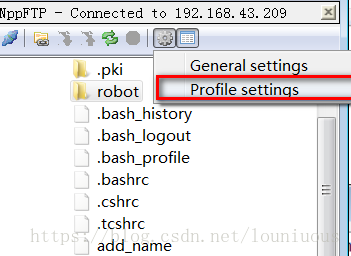 NppFTP - Connected to 192.168.43.209
General settings
Profile settings
.pki
robot
.bash_history
.bash_logout
.bash_profile
.bashrc
.cshrc
.tcshrc
add_name
https://blog.csdn.net/louniuous